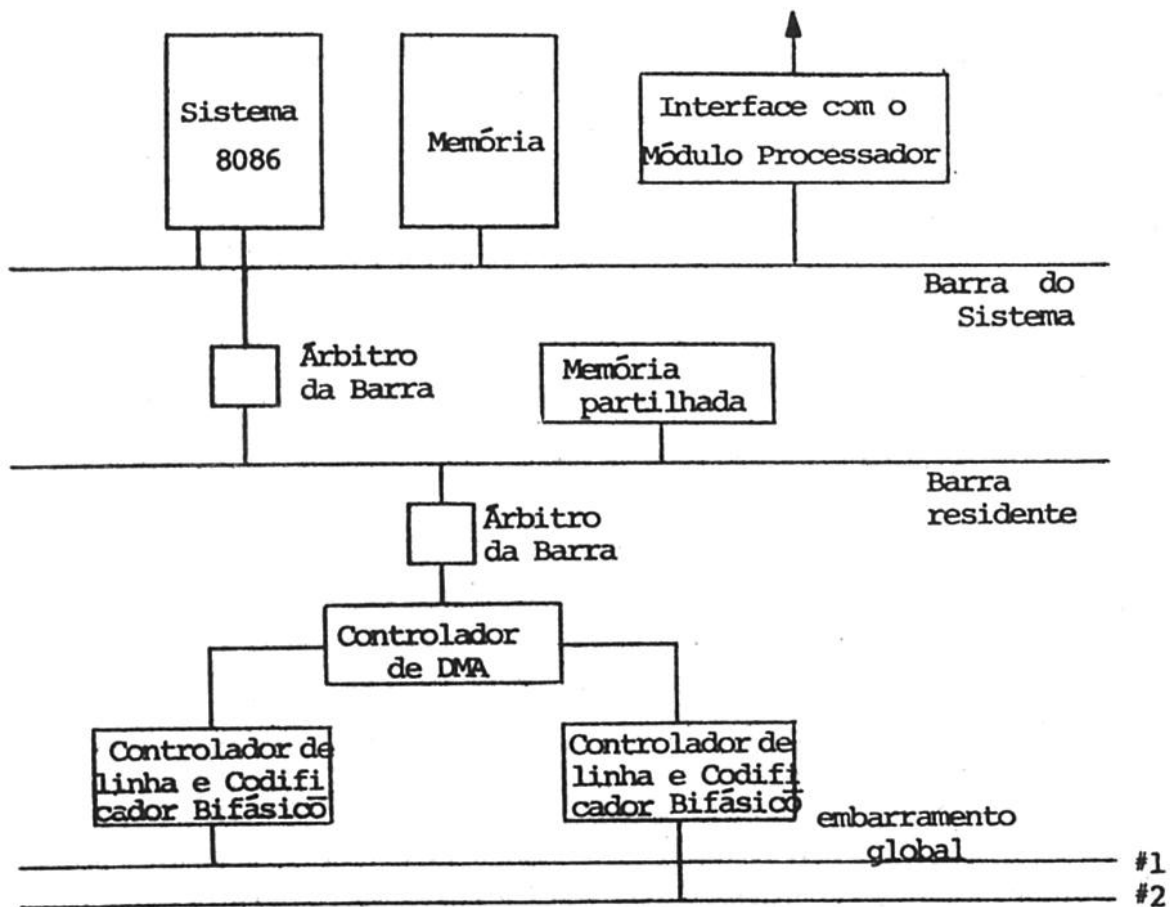 Sistema
8086
Memória
Interface com o
Módulo Processador
Barra do
Sistema
Árbitro
da Barra
Memória
partilhada
Barra
residente
Árbitro
da Barra
Controlador
de DMA
Controlador de
linha e Codifi
cador Bifásico
Controlador de
linha e Codifi
cador Bifásico
embarramento
global
#1
#2